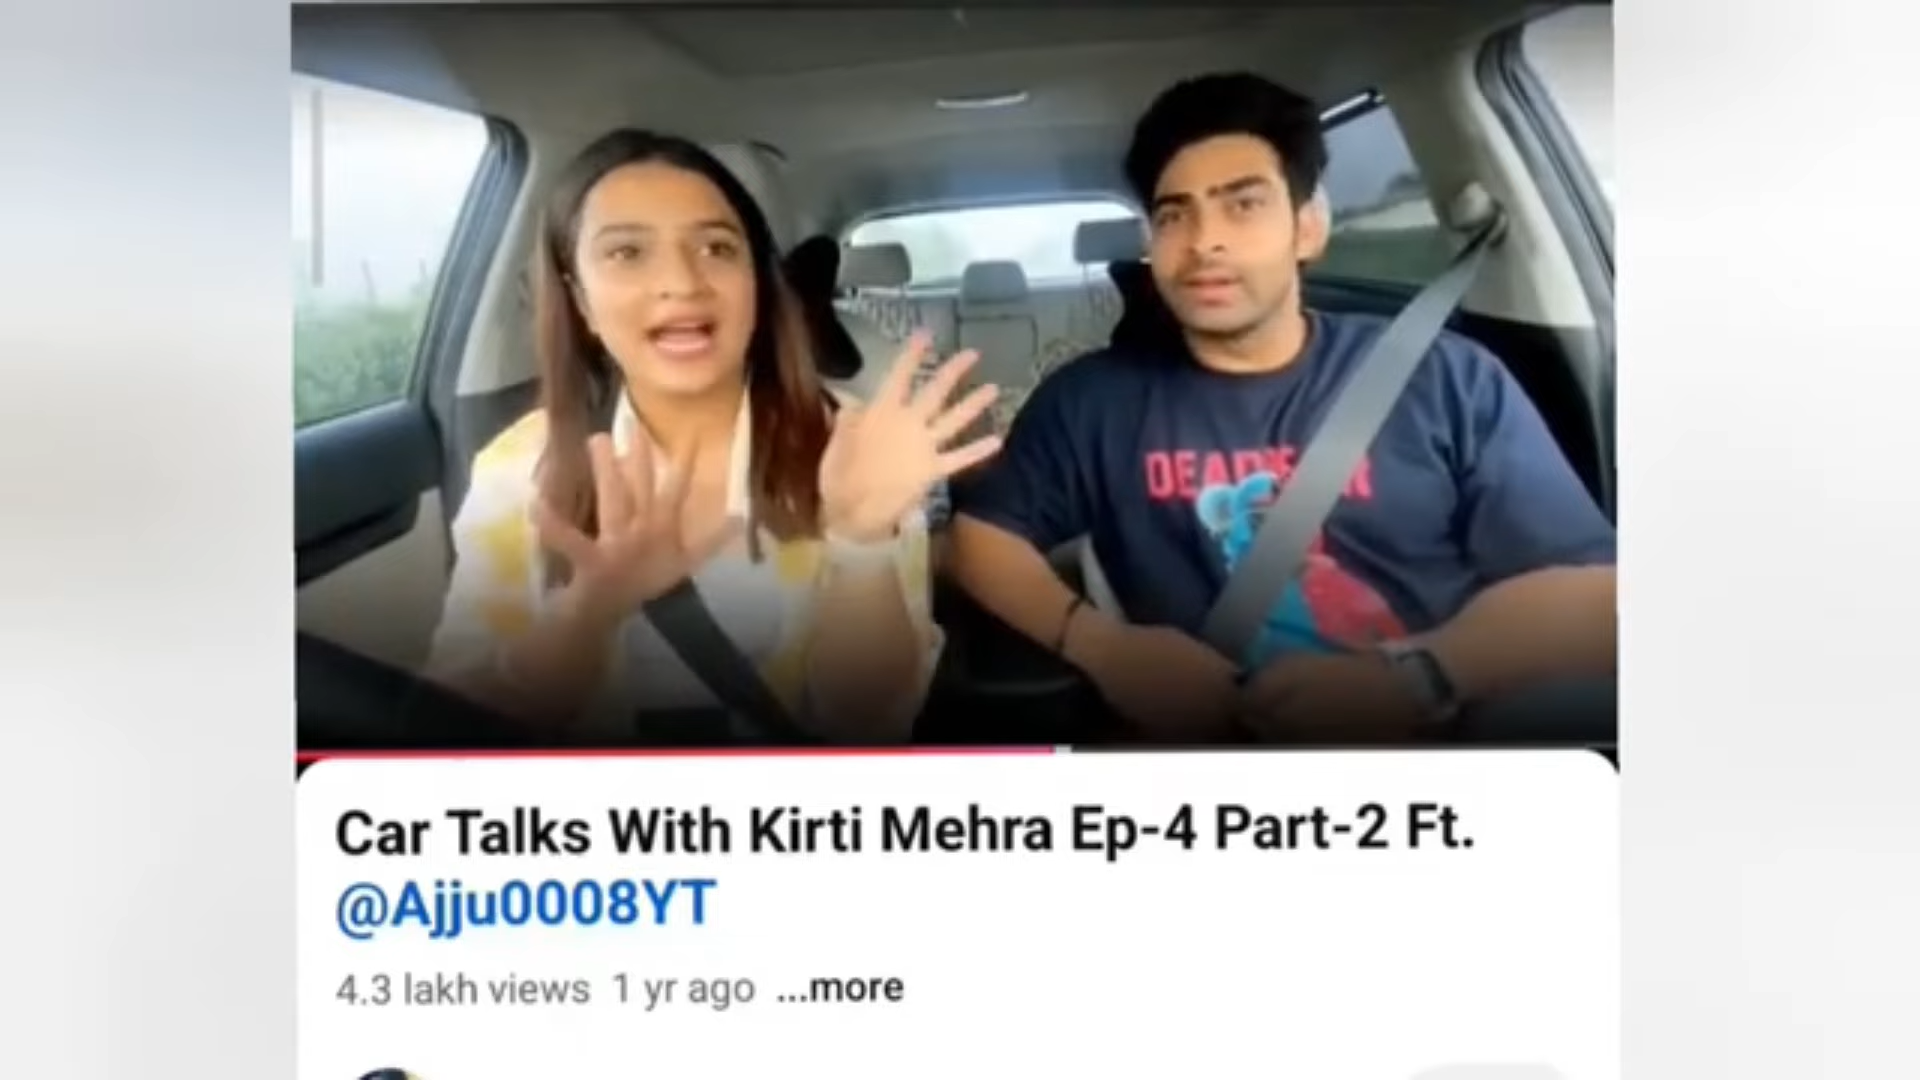 Car Talks With Kirti Mehra Ep-4 Part-2 Ft.
@Ajju0008YT
4.3 lakh views 1 yr ago ...more